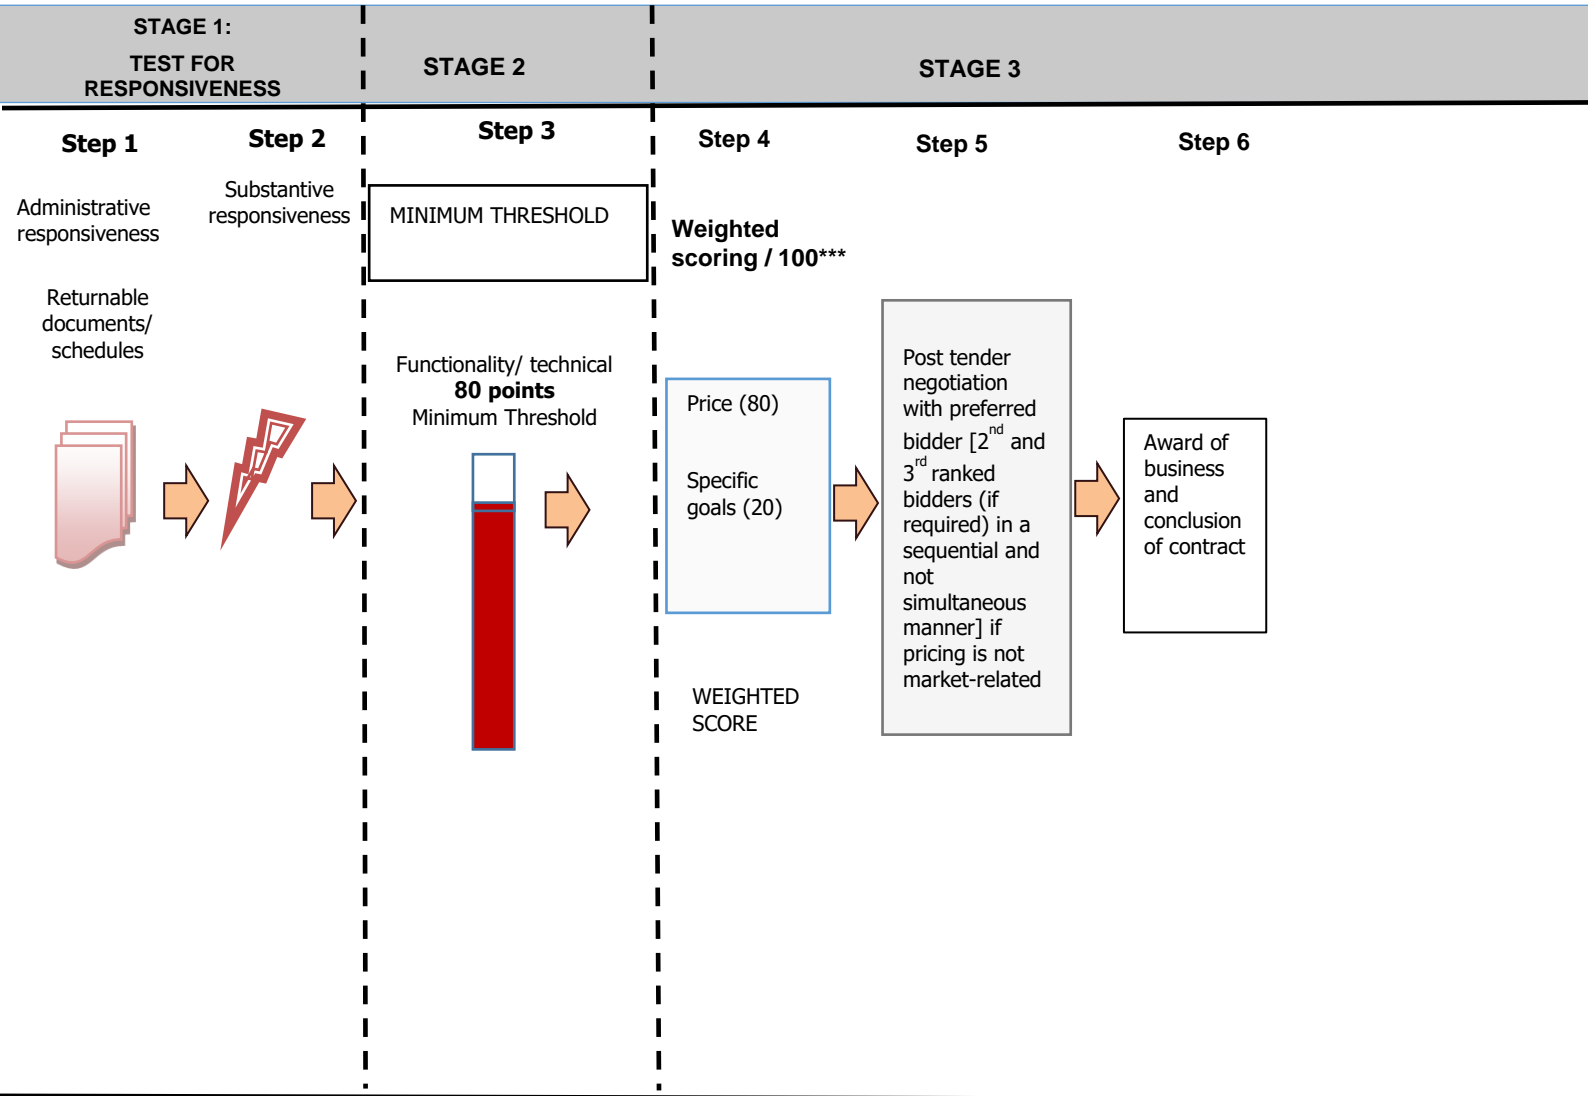 STAGE 1:
TEST FOR
RESPONSIVENESS
STAGE 2
STAGE 3
Step 1
Step 2
Step 3
Step 4
Step 5
Step 6
Administrative
responsiveness
Returnable
documents/
schedules
Substantive
responsiveness
MINIMUM THRESHOLD
Functionality/ technical
80 points
Minimum Threshold
Weighted
scoring / 100***
Price (80)
Specific
goals (20)
WEIGHTED
SCORE
Post tender
negotiation
with preferred
bidder [2nd and
3rd ranked
bidders (if
required) in a
sequential and
not
simultaneous
manner] if
pricing is not
market-related
Award of
business
and
conclusion
of contract